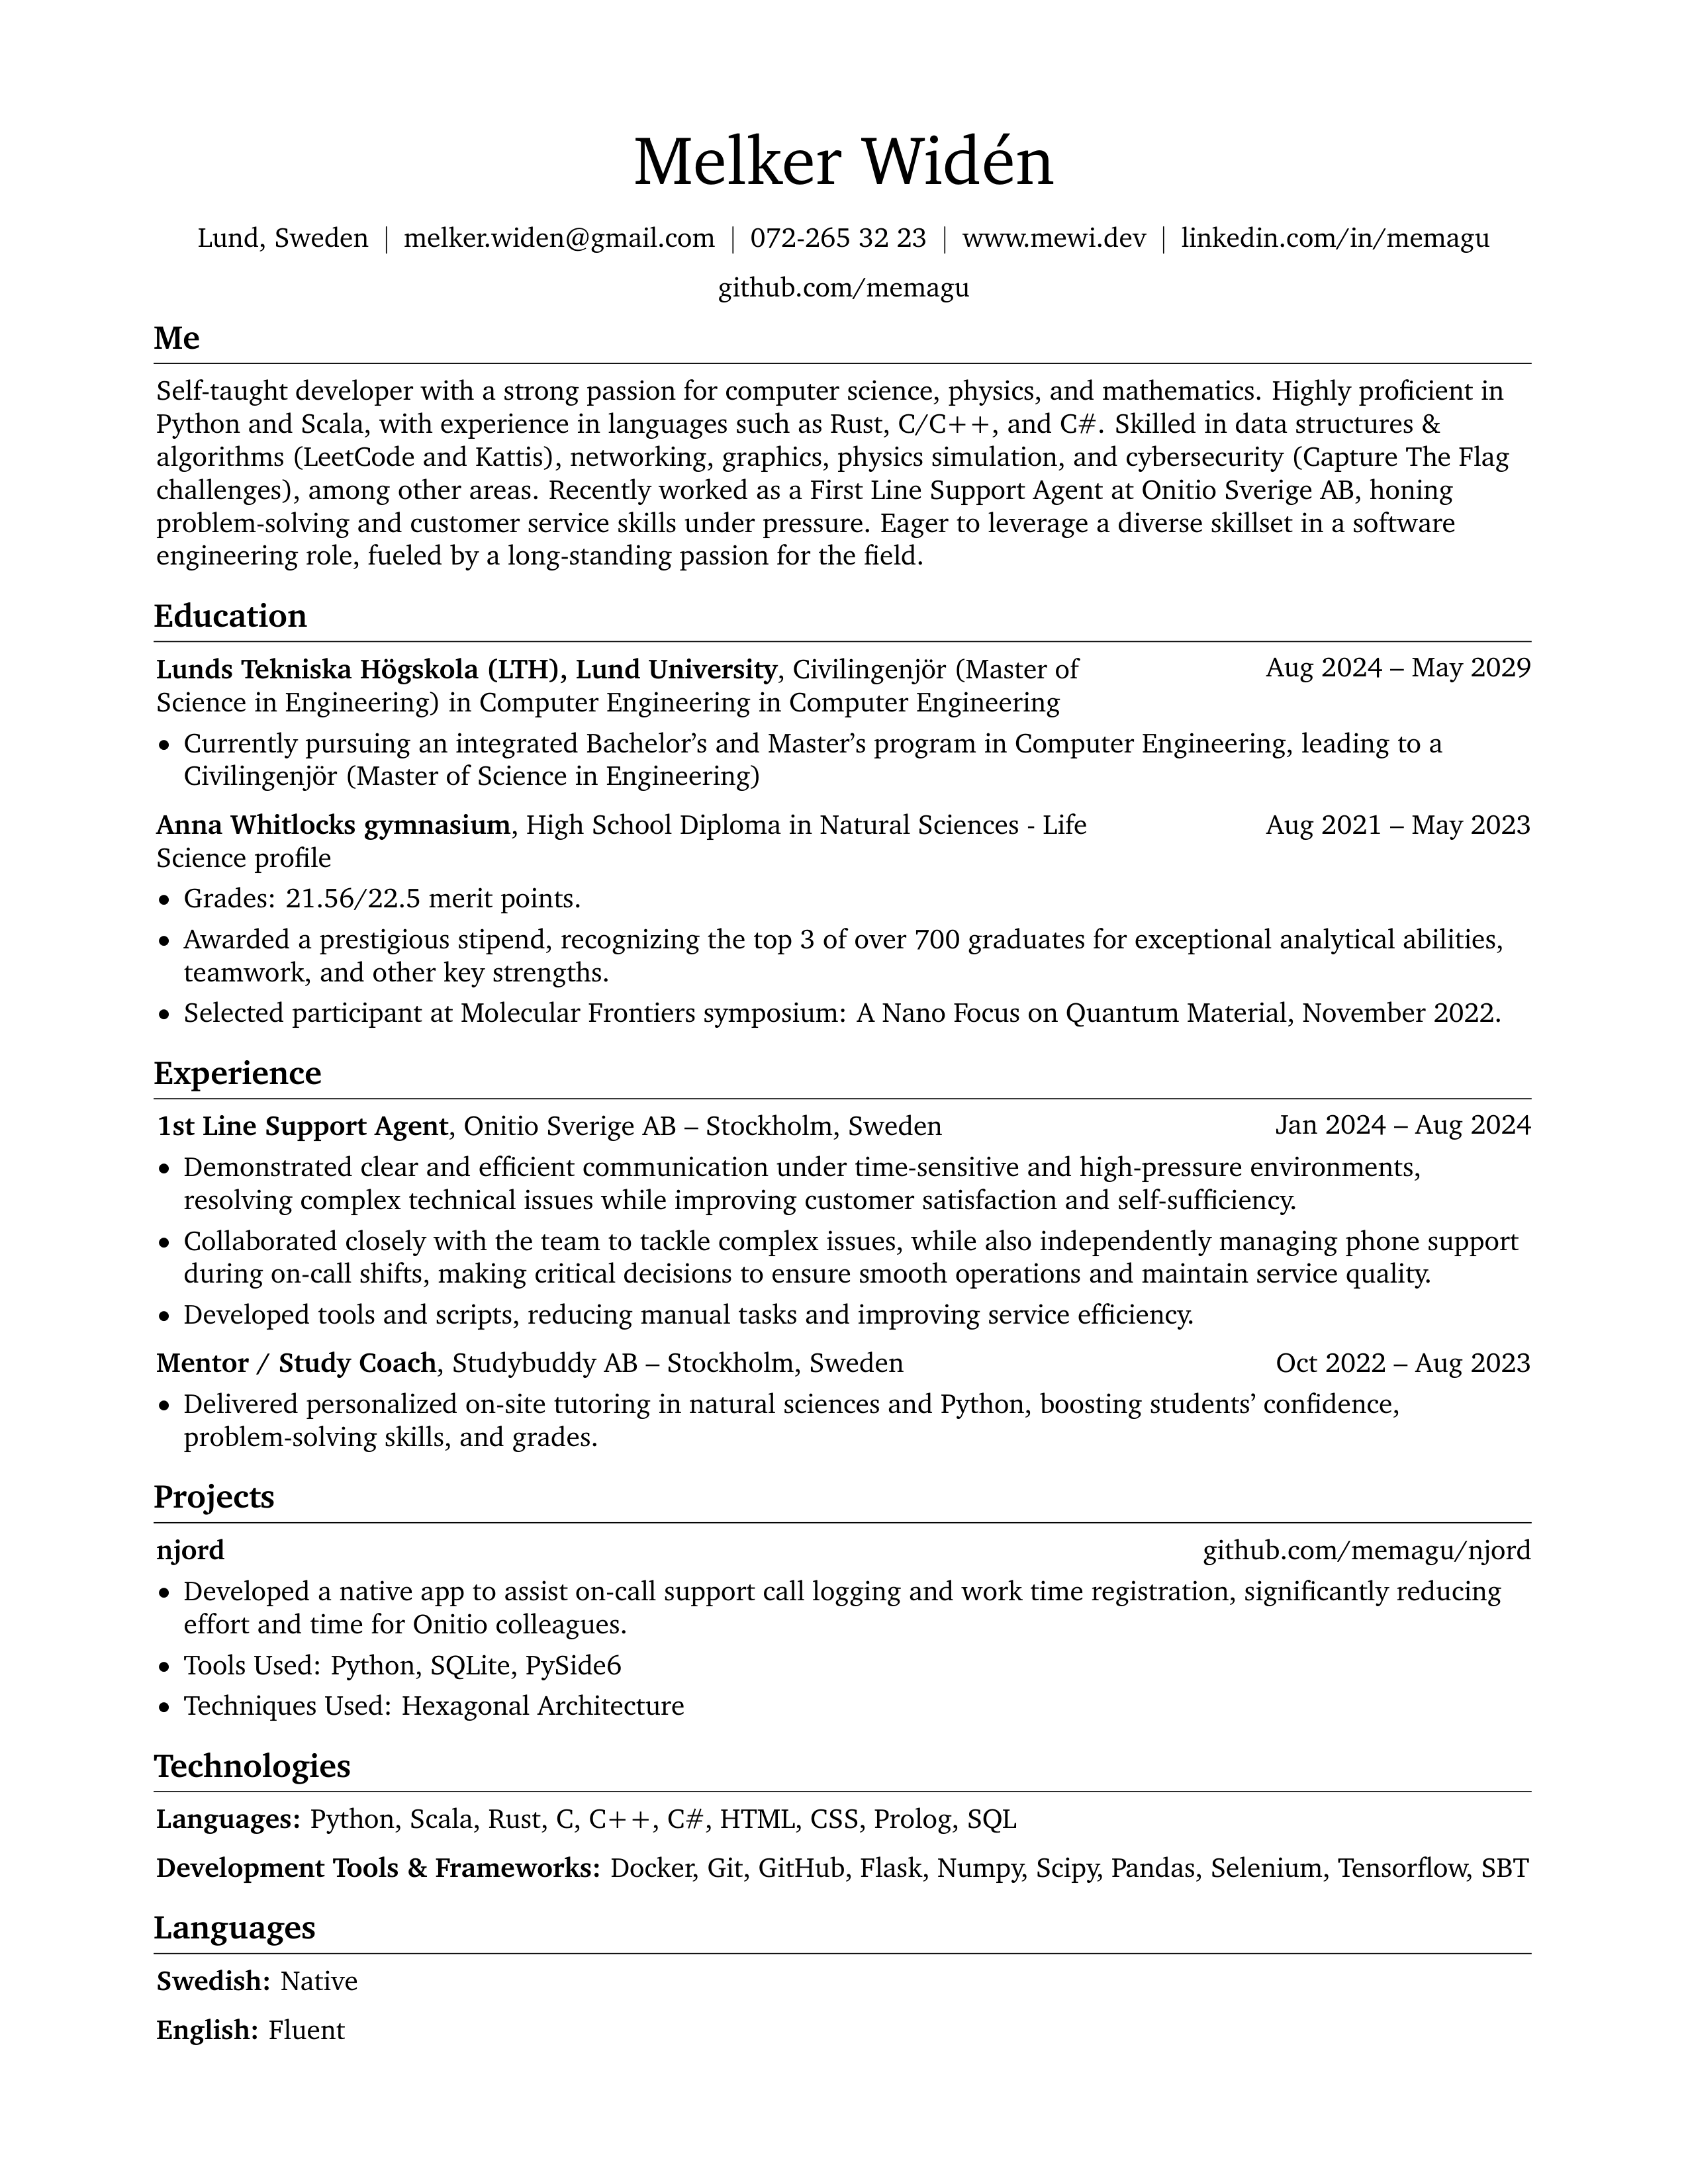 Melker Widén
Lund, Sweden | melker.widen@gmail.com | 072-265 32 23 | www.mewi.dev | linkedin.com/in/memagu
github.com/memagu
Me
Self-taught developer with a strong passion for computer science, physics, and mathematics. Highly proficient in
Python and Scala, with experience in languages such as Rust, C/C++, and C#. Skilled in data structures &
algorithms (LeetCode and Kattis), networking, graphics, physics simulation, and cybersecurity (Capture The Flag
challenges), among other areas. Recently worked as a First Line Support Agent at Onitio Sverige AB, honing
problem-solving and customer service skills under pressure. Eager to leverage a diverse skillset in a software
engineering role, fueled by a long-standing passion for the field.
Education
Lunds Tekniska Högskola (LTH), Lund University, Civilingenjör (Master of Aug 2024 – May 2029
Science in Engineering) in Computer Engineering in Computer Engineering
• Currently pursuing an integrated Bachelor’s and Master’s program in Computer Engineering, leading to a
Civilingenjör (Master of Science in Engineering)
Anna Whitlocks gymnasium, High School Diploma in Natural Sciences - Life Aug 2021 – May 2023
Science profile
• Grades: 21.56/22.5 merit points.
• Awarded a prestigious stipend, recognizing the top 3 of over 700 graduates for exceptional analytical abilities,
teamwork, and other key strengths.
• Selected participant at Molecular Frontiers symposium: A Nano Focus on Quantum Material, November 2022.
Experience
1st Line Support Agent, Onitio Sverige AB – Stockholm, Sweden Jan 2024 – Aug 2024
• Demonstrated clear and efficient communication under time-sensitive and high-pressure environments,
resolving complex technical issues while improving customer satisfaction and self-sufficiency.
• Collaborated closely with the team to tackle complex issues, while also independently managing phone support
during on-call shifts, making critical decisions to ensure smooth operations and maintain service quality.
• Developed tools and scripts, reducing manual tasks and improving service efficiency.
Mentor / Study Coach, Studybuddy AB – Stockholm, Sweden Oct 2022 – Aug 2023
• Delivered personalized on-site tutoring in natural sciences and Python, boosting students’ confidence,
problem-solving skills, and grades.
Projects
njord github.com/memagu/njord
• Developed a native app to assist on-call support call logging and work time registration, significantly reducing
effort and time for Onitio colleagues.
• Tools Used: Python, SQLite, PySide6
• Techniques Used: Hexagonal Architecture
Technologies
Languages: Python, Scala, Rust, C, C++, C#, HTML, CSS, Prolog, SQL
Development Tools & Frameworks: Docker, Git, GitHub, Flask, Numpy, Scipy, Pandas, Selenium, Tensorflow, SBT
Languages
Swedish: Native
English: Fluent